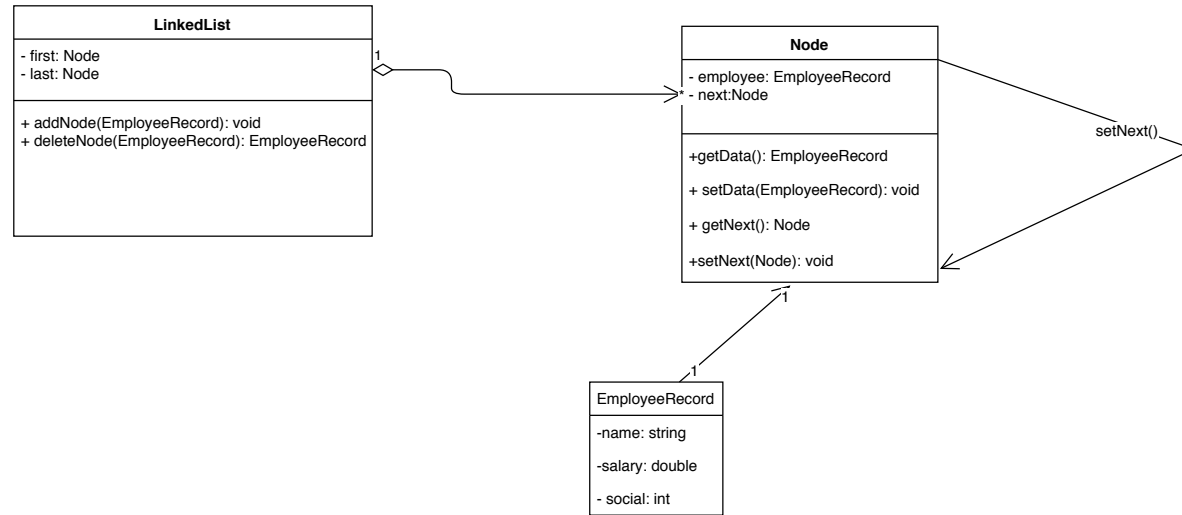 LinkedList
- first: Node
- last: Node
+ addNode(EmployeeRecord): void
+ deleteNode(EmployeeRecord): EmployeeRecord
1
*
Node
- employee: EmployeeRecord
- next:Node
+getData(): EmployeeRecord
+ setData(EmployeeRecord): void
+ getNext(): Node
+setNext(Node): void
setNext()
1
1
EmployeeRecord
-name: string
-salary: double
- social: int